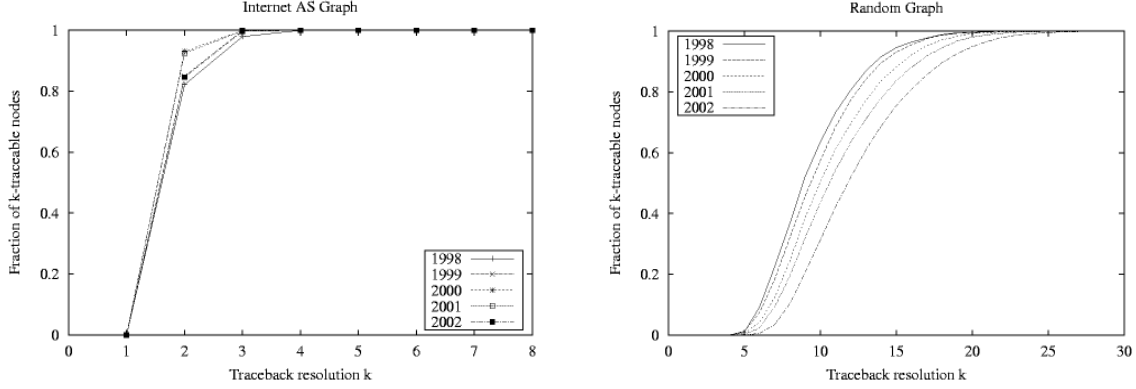 Internet AS Graph
Fraction of k-traceable nodes
1
0.8
0.6
0.4
0.2
0
1998
1999
2000
2001
2002
0 1 2 3 4 5 6 7 8
Traceback resolution k
Random Graph
Fraction of k-traceable nodes
1
0.8
0.6
0.4
0.2
0
1998
1999
2000
2001
2002
0 5 10 15 20 25 30
Traceback resolution k